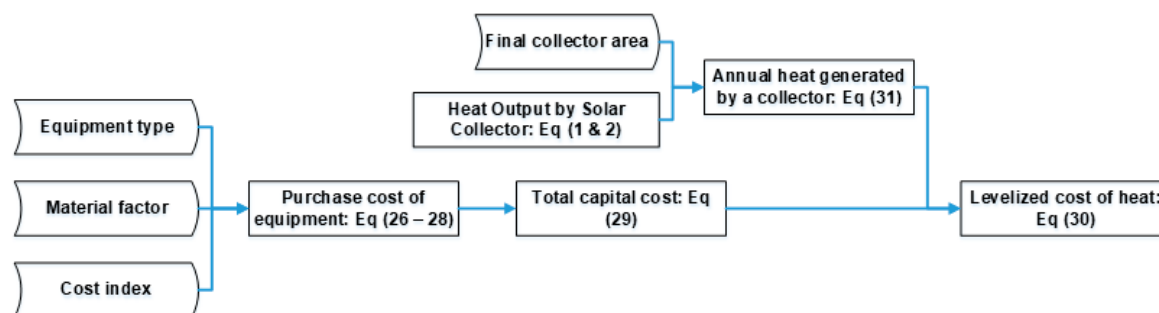 Final collector area
Annual heat generated
by a collector: Eq (31)
Heat Output by Solar
Collector: Eq (1 & 2)
Equipment type
Material factor
Purchase cost of
equipment: Eq (26 – 28)
Total capital cost: Eq
(29)
Levelized cost of heat:
Eq (30)
Cost index